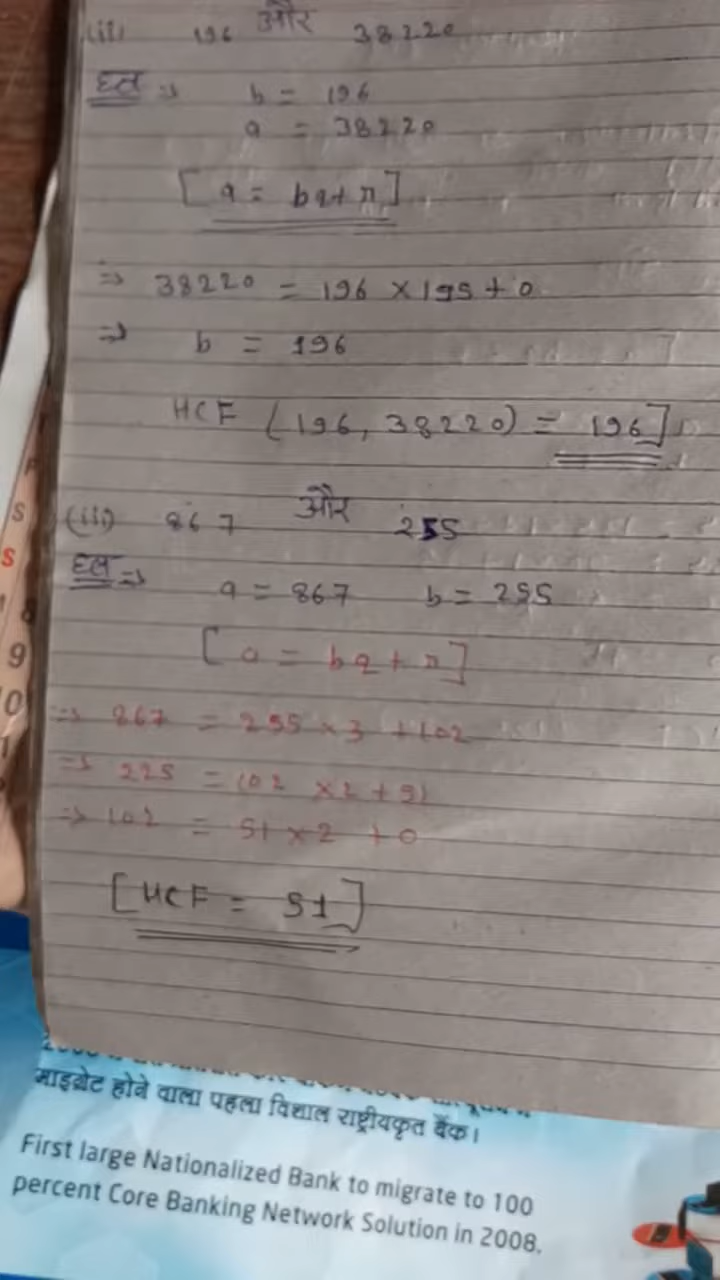 (ii) 196 और 38220
हल ⇒ b = 196
a = 38220
[ a = bq + r ]
⇒ 38220 = 196 × 195 + 0
⇒ b = 196
HCF (196, 38220) = 196]
(iii) 867 और 255
हल ⇒ a = 867 b = 255
[ a = bq + r ]
⇒ 867 = 255 × 3 + 102
⇒ 225 = 102 × 2 + 51
⇒ 102 = 51 × 2 + 0
[HCF = 51]
माइग्रेट होने वाला पहला विशाल राष्ट्रीयकृत बैंक।
First large Nationalized Bank to migrate to 100
percent Core Banking Network Solution in 2008.
S
S
9
0